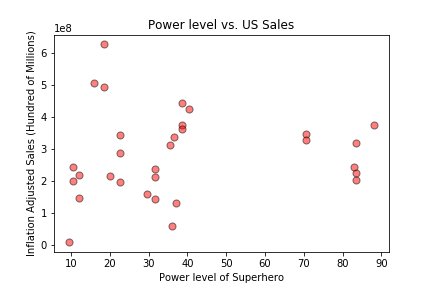 Power level vs. US Sales
1e8
Inflation Adjusted Sales (Hundred of Millions)
6
5
4
3
2
1
0
10 20 30 40 50 60 70 80 90
Power level of Superhero